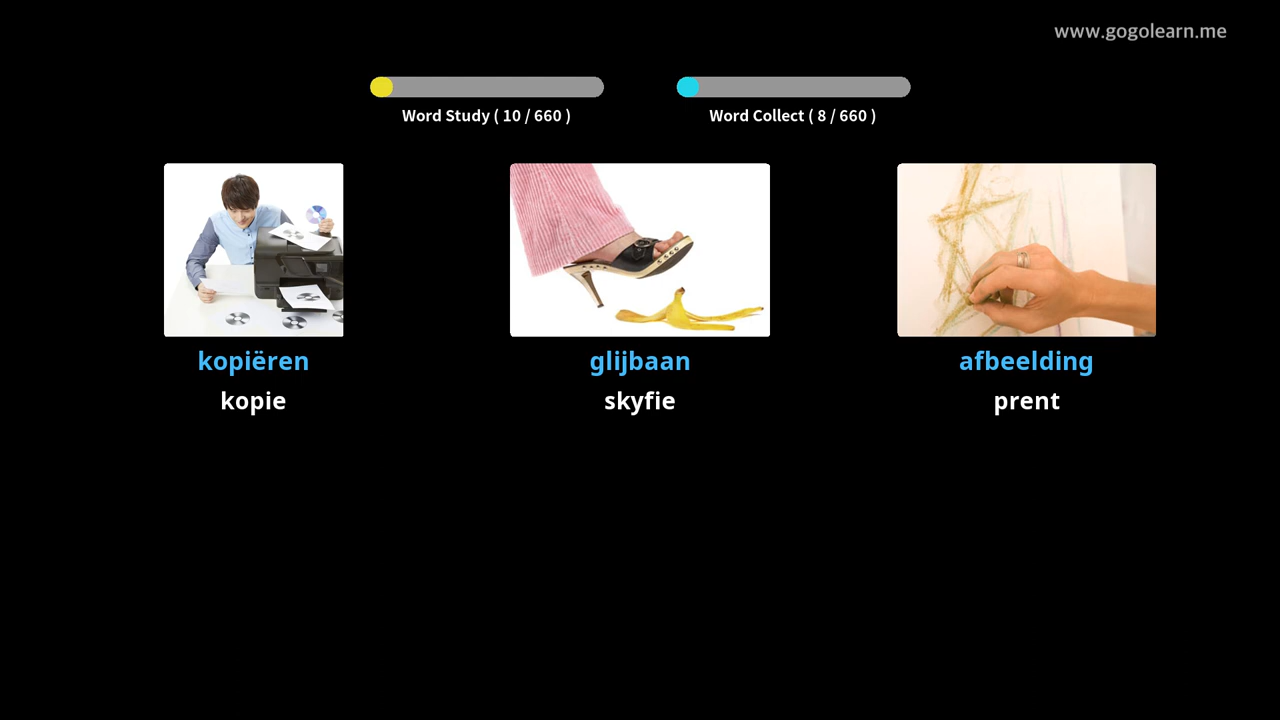 www.gogolearn.me
Word Study ( 10 / 660 )
Word Collect ( 8 / 660 )
kopiëren
kopie
glijbaan
skyfie
afbeelding
prent